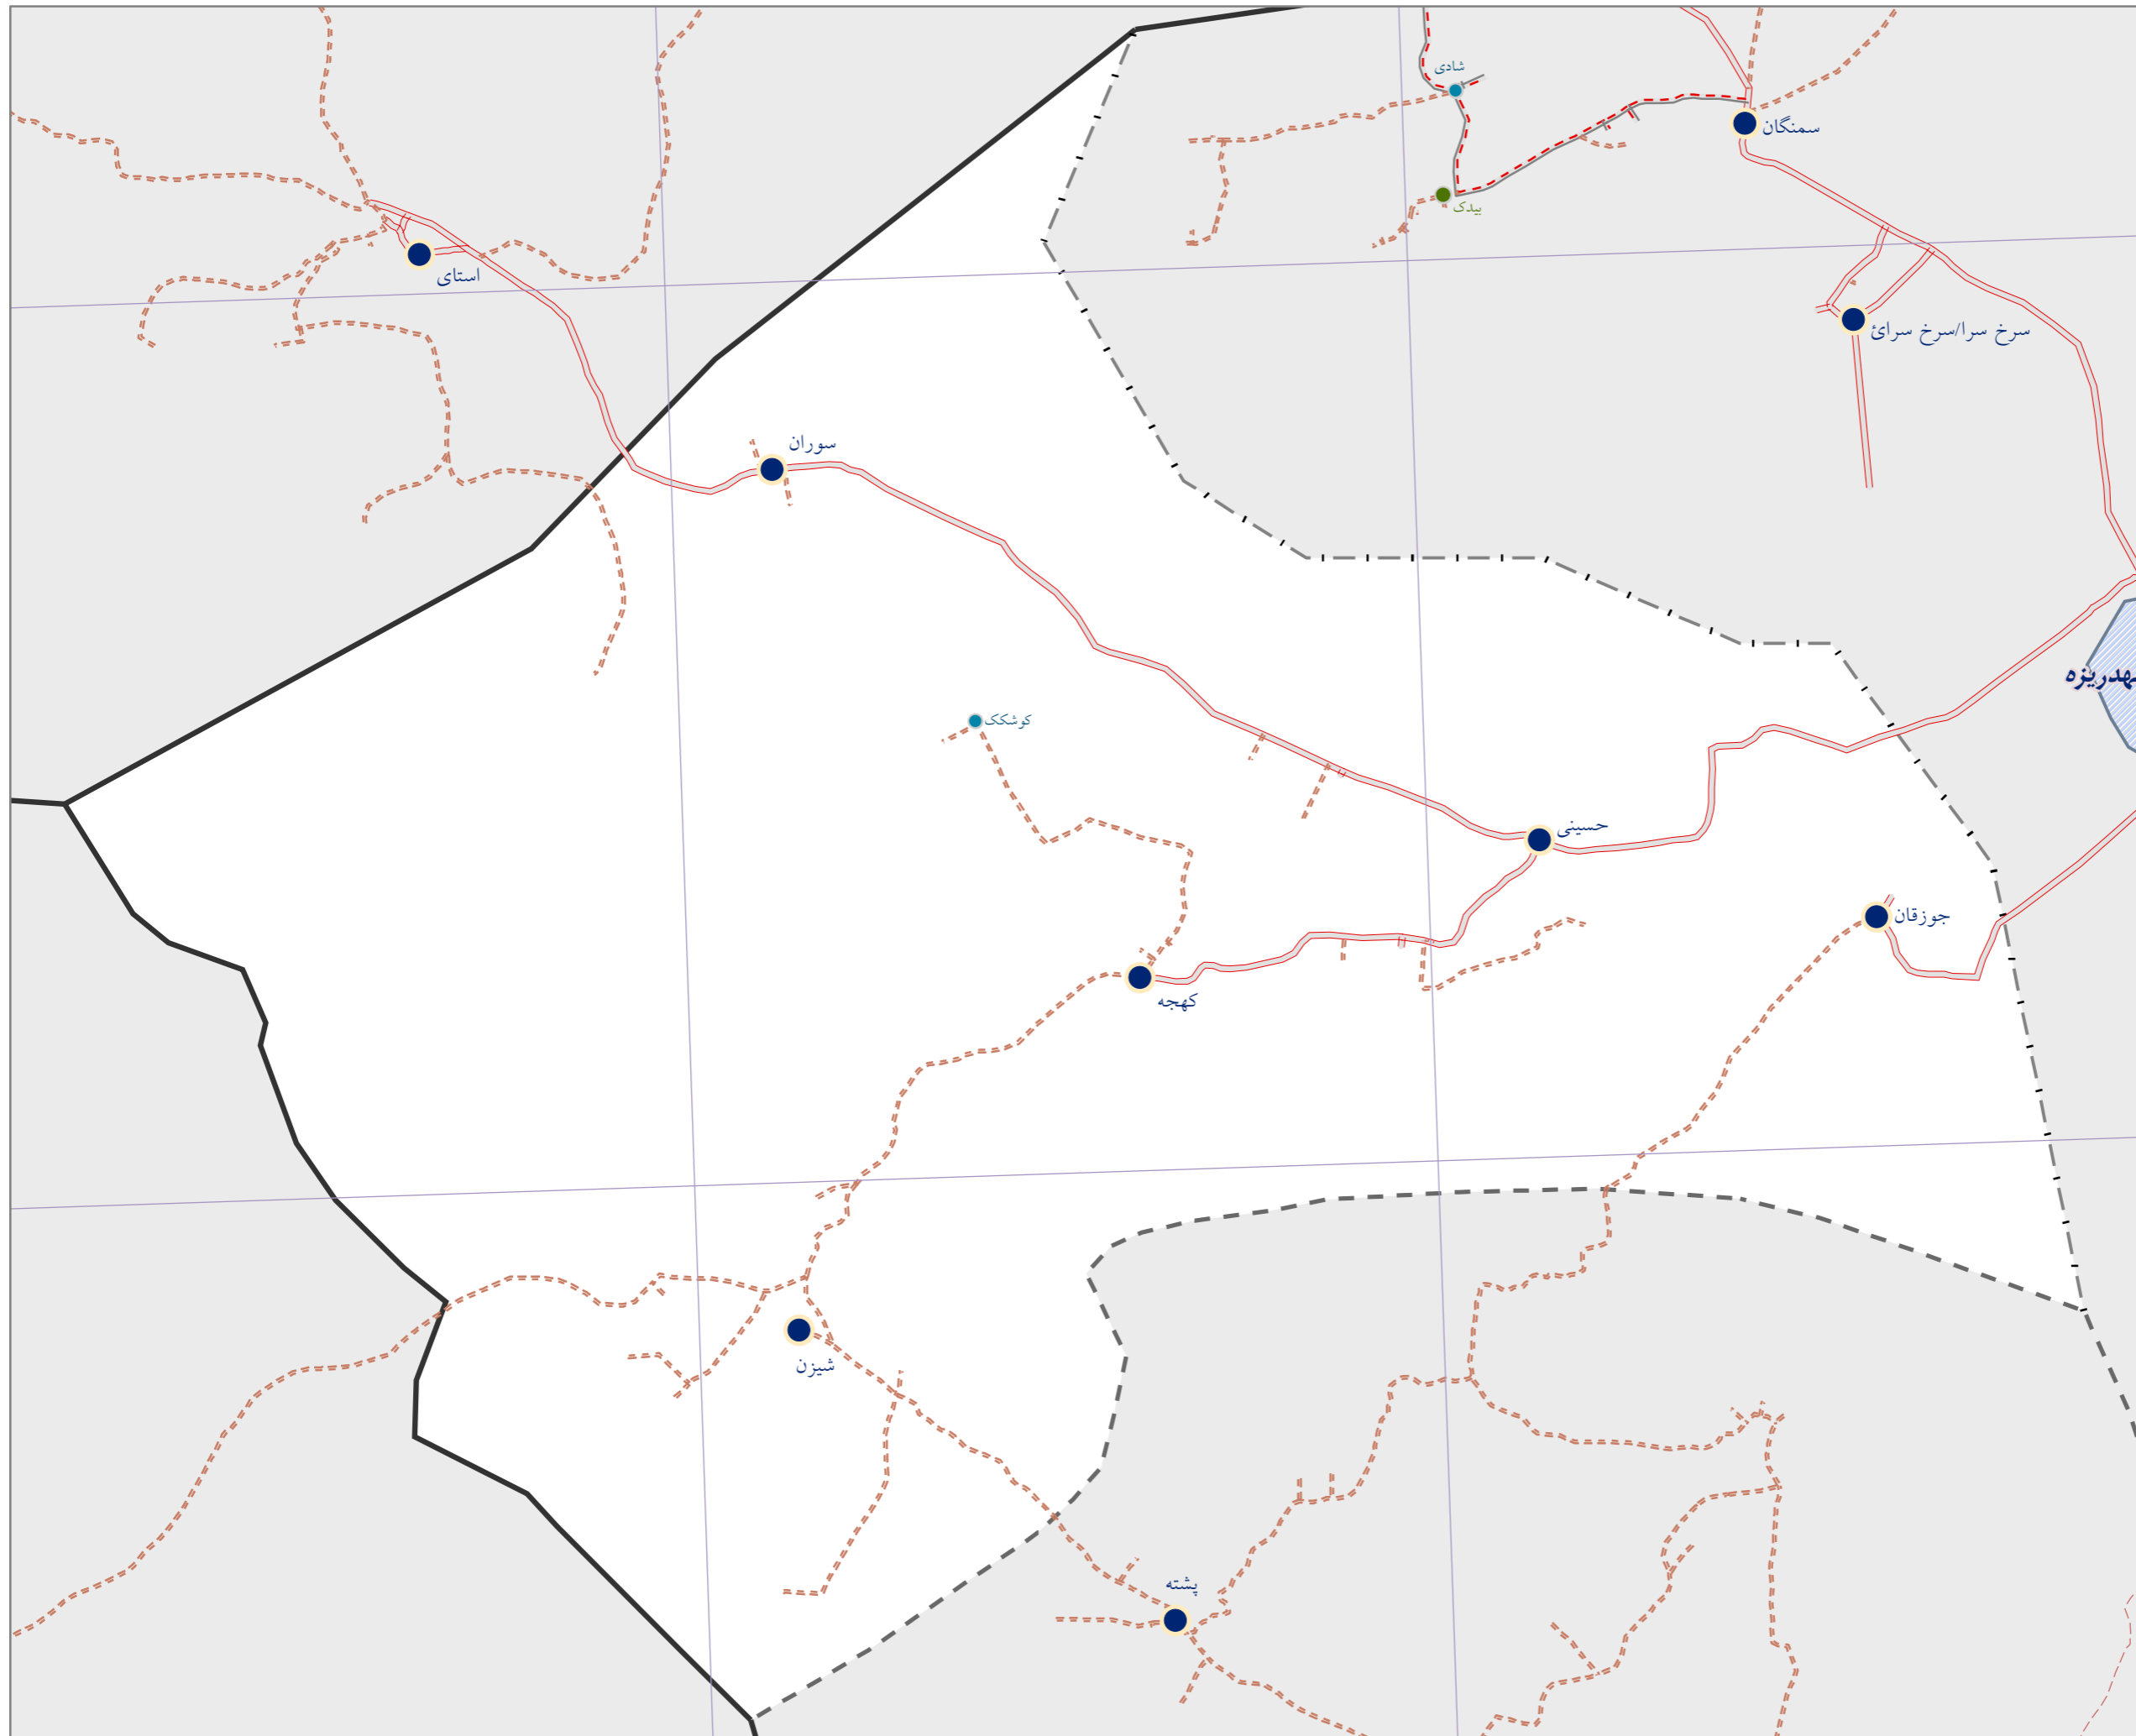 شادی
سمنگان
بیدک
استای
سرخ سرا/سرخ سرائ
سوران
کوشکک
حسینی
جوزقان
کهجه
شیزن
پشته